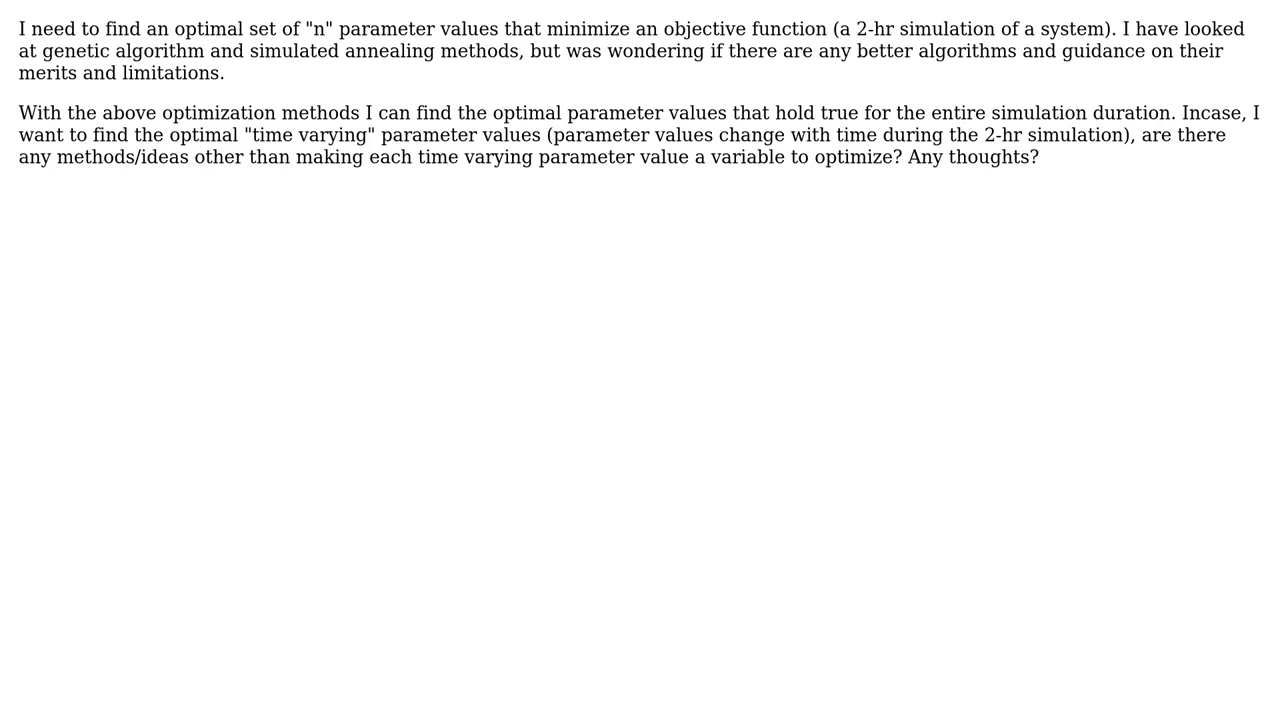 I need to find an optimal set of "n" parameter values that minimize an objective function (a 2-hr simulation of a system). I have looked
at genetic algorithm and simulated annealing methods, but was wondering if there are any better algorithms and guidance on their
merits and limitations.
With the above optimization methods I can find the optimal parameter values that hold true for the entire simulation duration. Incase, I
want to find the optimal "time varying" parameter values (parameter values change with time during the 2-hr simulation), are there
any methods/ideas other than making each time varying parameter value a variable to optimize? Any thoughts?